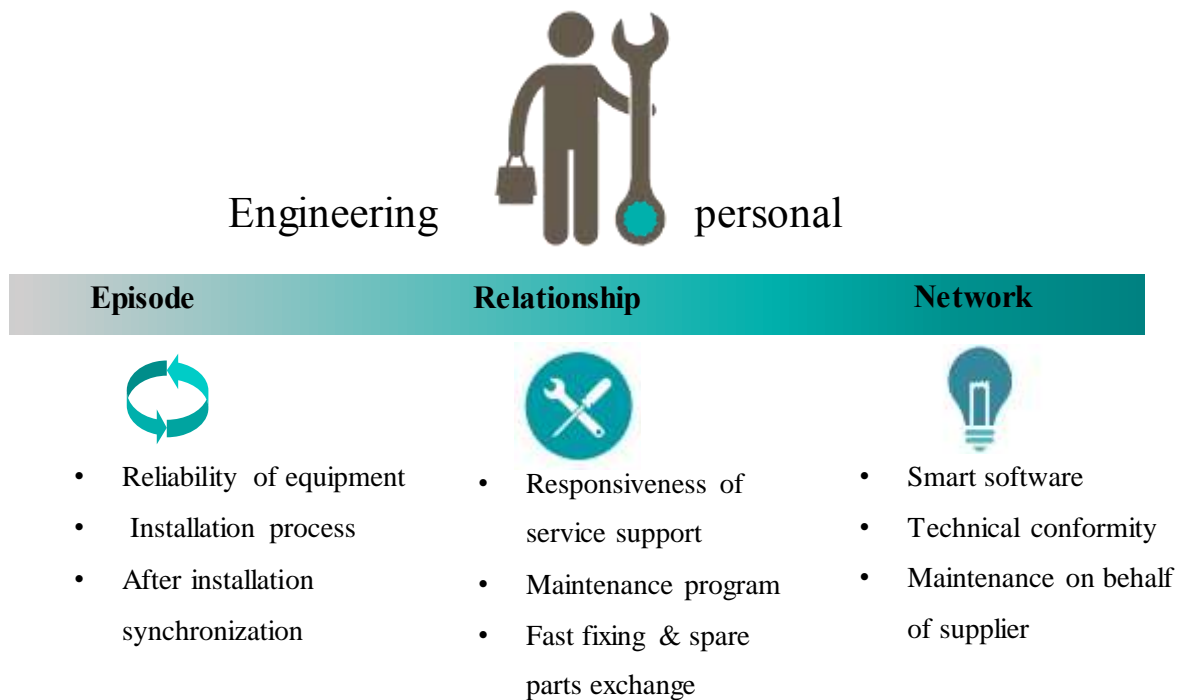 Engineering personal
Episode Relationship Network
• Reliability of equipment
• Installation process
• After installation
synchronization
• Responsiveness of
service support
• Maintenance program
• Fast fixing & spare
parts exchange
• Smart software
• Technical conformity
• Maintenance on behalf
of supplier